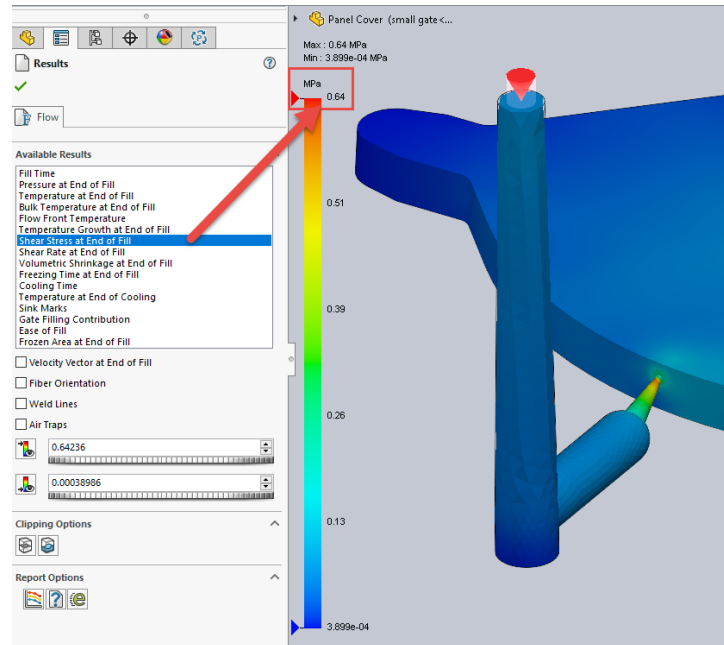 Results
Flow
Available Results
Fill Time
Pressure at End of Fill
Temperature at End of Fill
Bulk Temperature at End of Fill
Flow Front Temperature
Temperature Growth at End of Fill
Shear Stress at End of Fill
Shear Rate at End of Fill
Volumetric Shrinkage at End of Fill
Freezing Time at End of Fill
Cooling Time
Temperature at End of Cooling
Sink Marks
Gate Filling Contribution
Ease of Fill
Frozen Area at End of Fill
Velocity Vector at End of Fill
Fiber Orientation
Weld Lines
Air Traps
0.64236
0.00038986
Clipping Options
Report Options
Panel Cover (small gate<...
Max : 0.64 MPa
Min : 3.899e-04 MPa
MPa
0.64
0.51
0.39
0.26
0.13
3.899e-04